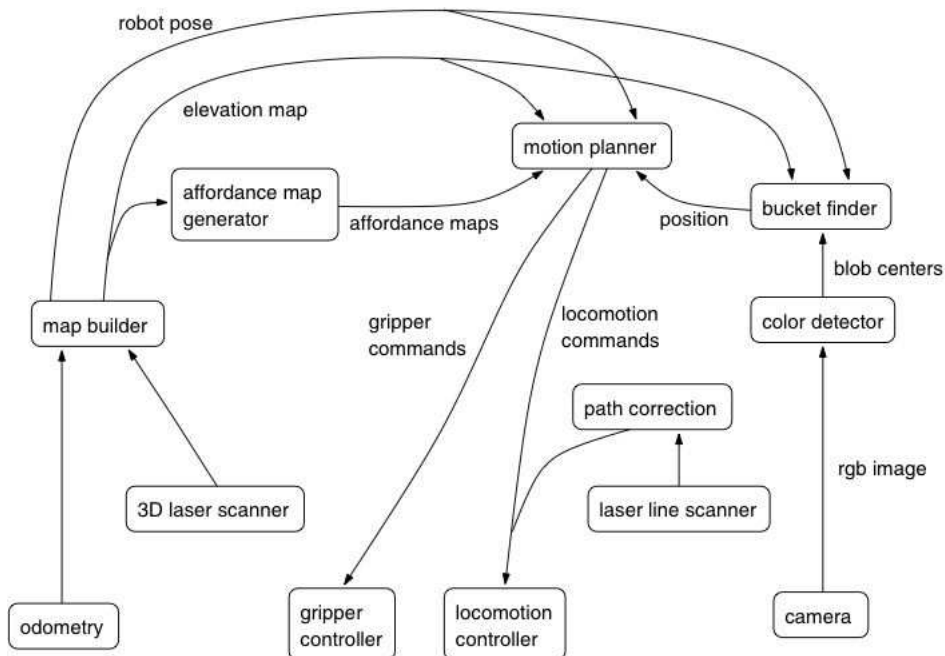 robot pose
elevation map
motion planner
affordance map
generator
affordance maps
position
bucket finder
blob centers
map builder
gripper
commands
locomotion
commands
color detector
path correction
rgb image
3D laser scanner
laser line scanner
odometry
gripper
controller
locomotion
controller
camera